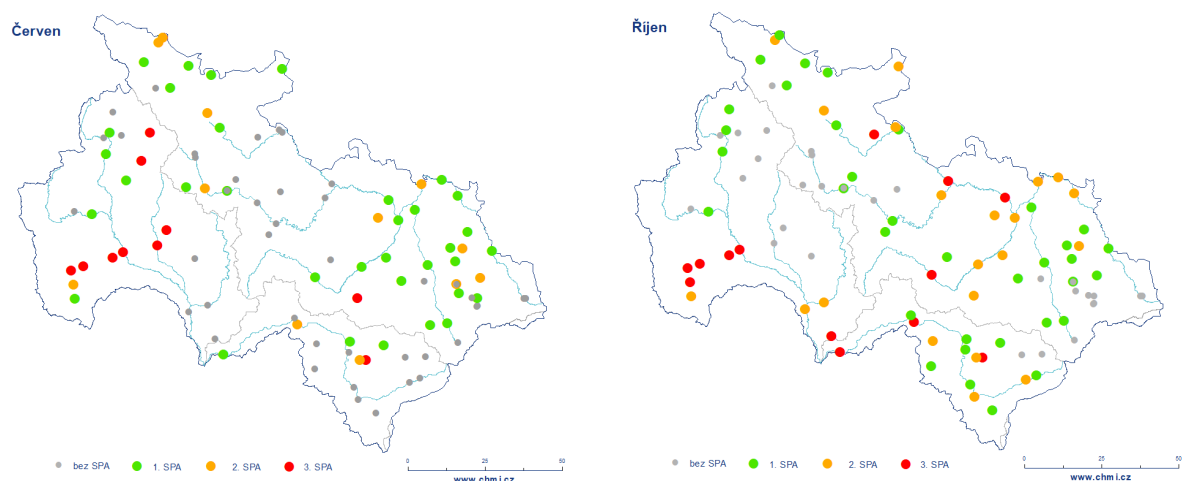 Červen
bez SPA 1. SPA 2. SPA 3. SPA
0 25 50
www.chmi.cz
Říjen
bez SPA 1. SPA 2. SPA 3. SPA
0 25 50
www.chmi.cz